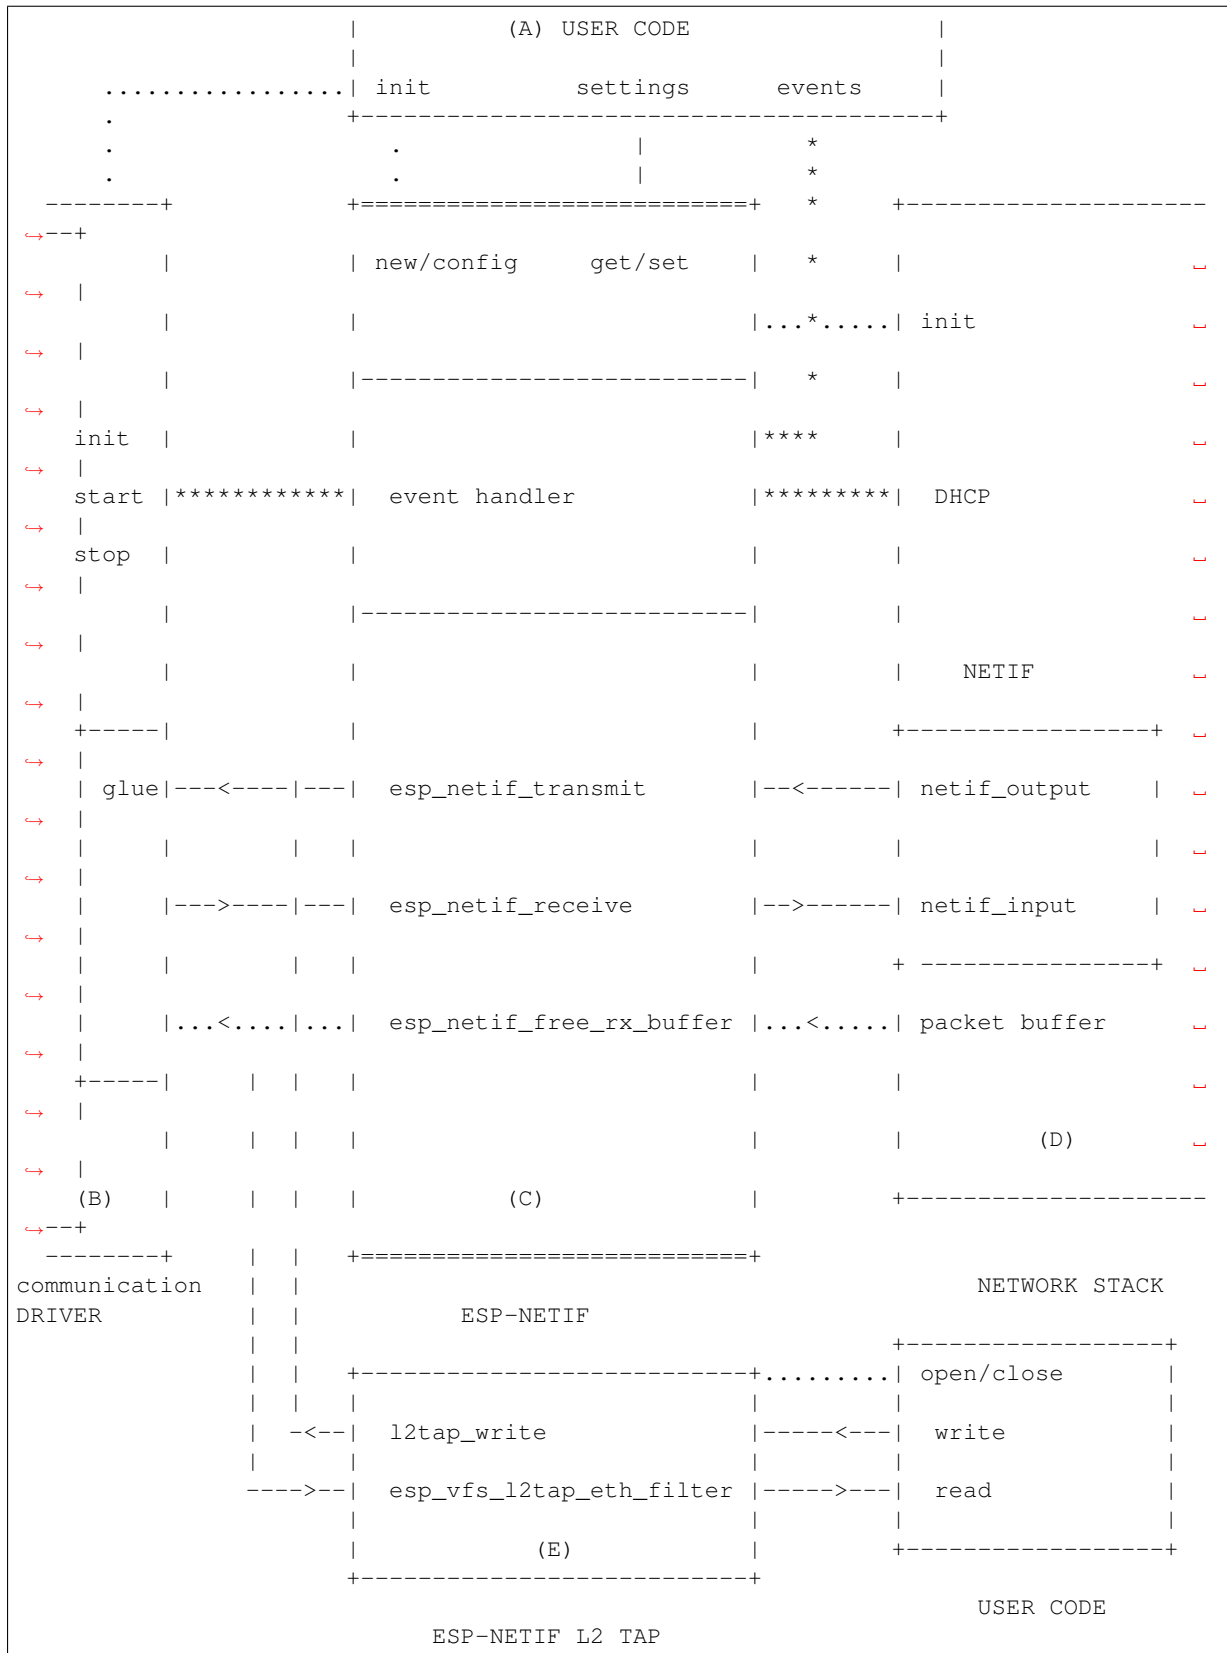 (A) USER CODE
init settings events
new/config get/set
init
init
start event handler DHCP
stop
NETIF
glue esp_netif_transmit netif_output
esp_netif_receive netif_input
esp_netif_free_rx_buffer packet buffer
(D)
(B) (C)
communication NETWORK STACK
DRIVER ESP-NETIF
open/close
l2tap_write write
esp_vfs_l2tap_eth_filter read
(E)
USER CODE
ESP-NETIF L2 TAP